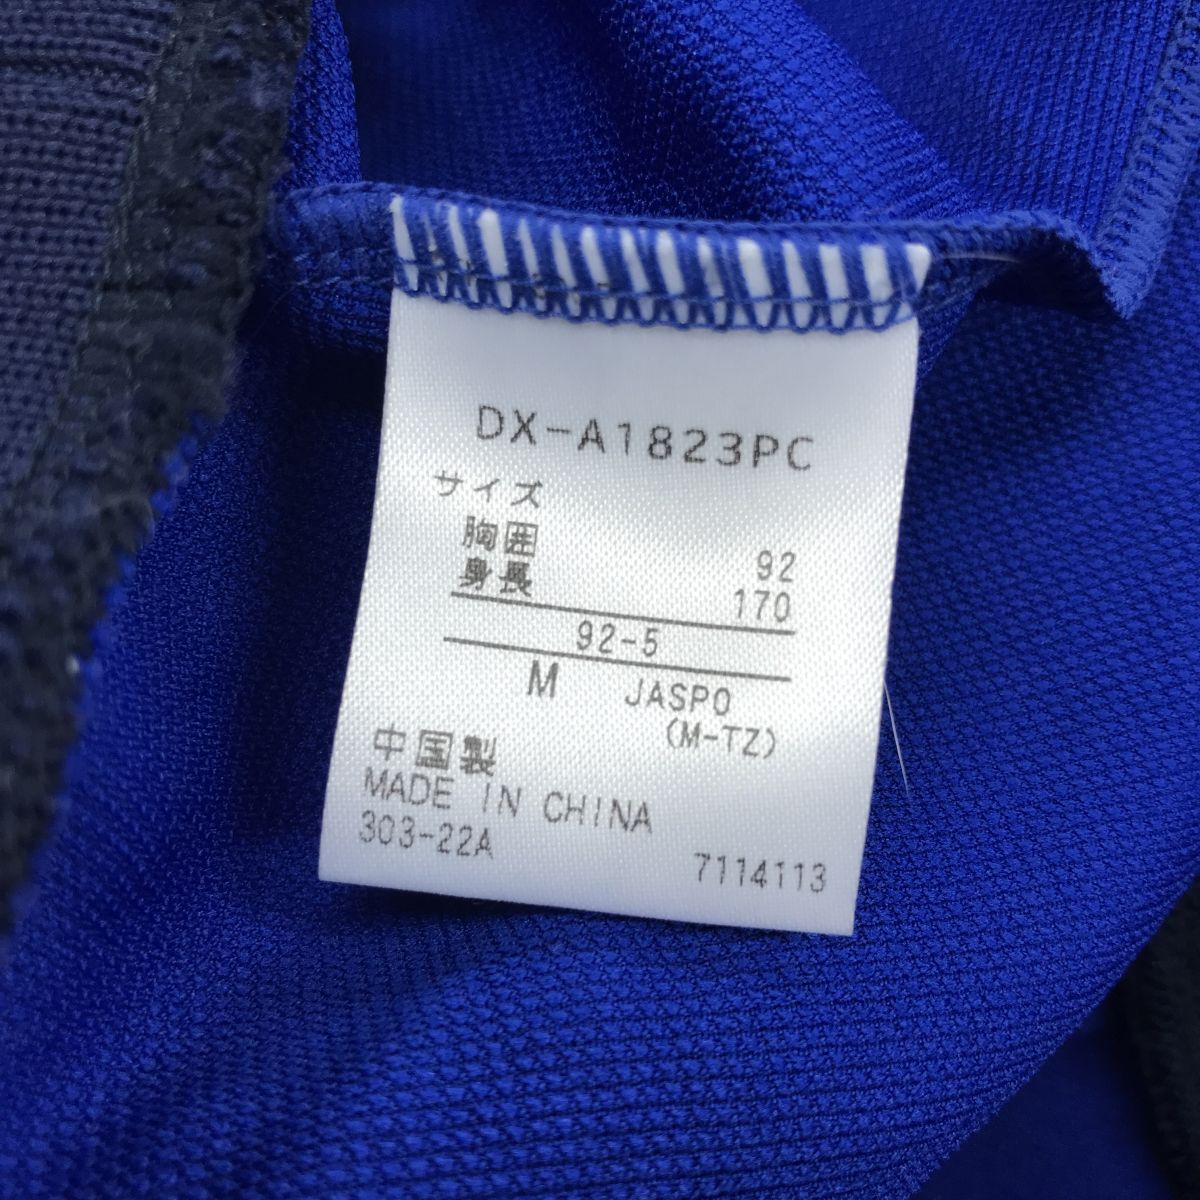 DX-A1823PC
サイズ
胸囲 92
身長 170
92-5
M JASPO
(M-TZ)
中国製
MADE IN CHINA
303-22A
7114113